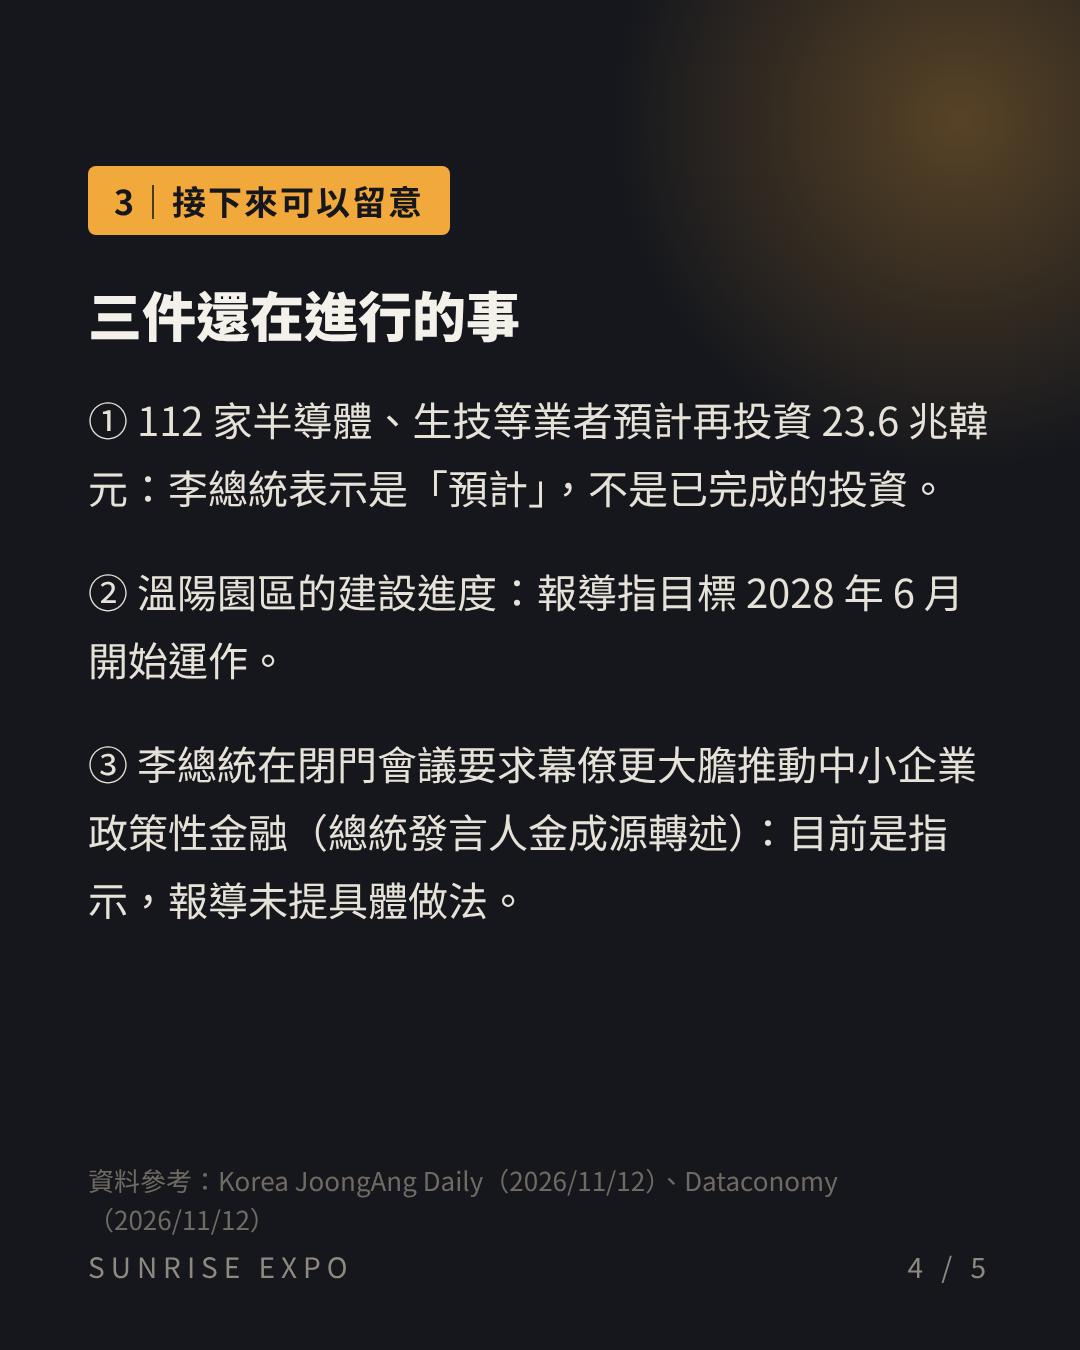 3｜接下來可以留意
三件還在進行的事
① 112 家半導體、生技等業者預計再投資 23.6 兆韓
元：李總統表示是「預計」，不是已完成的投資。
② 溫陽園區的建設進度：報導指目標 2028 年 6 月
開始運作。
③ 李總統在閉門會議要求幕僚更大膽推動中小企業
政策性金融（總統發言人金成源轉述）：目前是指
示，報導未提具體做法。
資料參考：Korea JoongAng Daily（2026/11/12）、Dataconomy
（2026/11/12）
SUNRISE EXPO
4 / 5